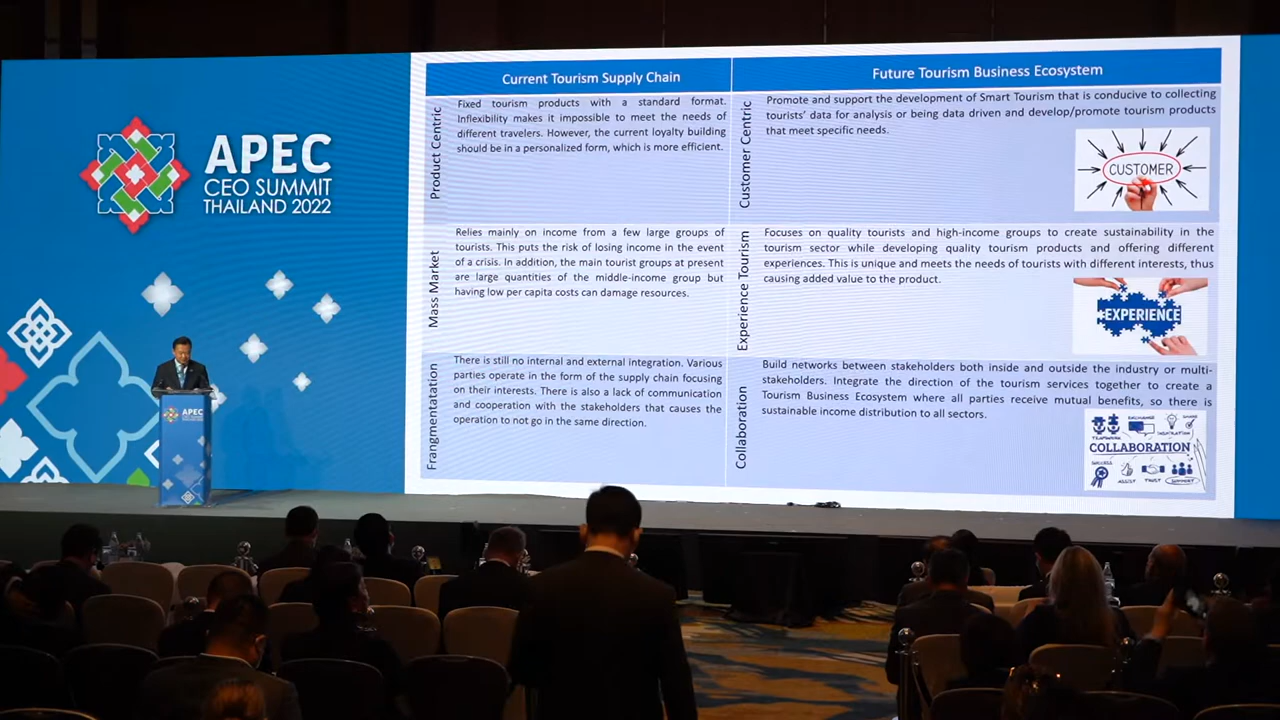 APEC
CEO SUMMIT
THAILAND 2022
APEC
CEO SUMMIT
Current Tourism Supply Chain
Future Tourism Business Ecosystem
Product Centric
Fixed tourism products with a standard format.
Inflexibility makes it impossible to meet the needs of
different travelers. However, the current loyalty building
should be in a personalized form, which is more efficient.
Customer Centric
Promote and support the development of Smart Tourism that is conducive to collecting
tourists' data for analysis or being data driven and develop/promote tourism products
that meet specific needs.
CUSTOMER
Mass Market
Relies mainly on income from a few large groups of
tourists. This puts the risk of losing income in the event
of a crisis. In addition, the main tourist groups at present
are large quantities of the middle-income group but
having low per capita costs can damage resources.
Experience Tourism
Focuses on quality tourists and high-income groups to create sustainability in the
tourism sector while developing quality tourism products and offering different
experiences. This is unique and meets the needs of tourists with different interests, thus
causing added value to the product.
EXPERIENCE
Frangmentatation
There is still no internal and external integration. Various
parties operate in the form of the supply chain focusing
on their interests. There is also a lack of communication
and cooperation with the stakeholders that causes the
operation to not go in the same direction.
Collaboration
Build networks between stakeholders both inside and outside the industry or multi-
stakeholders. Integrate the direction of the tourism services together to create a
Tourism Business Ecosystem where all parties receive mutual benefits, so there is
sustainable income distribution to all sectors.
TEAMWORK
EXCHANGE
INSPIRATION
COLLABORATION
SUCCESS
ASSIST
TRUST
SUPPORT